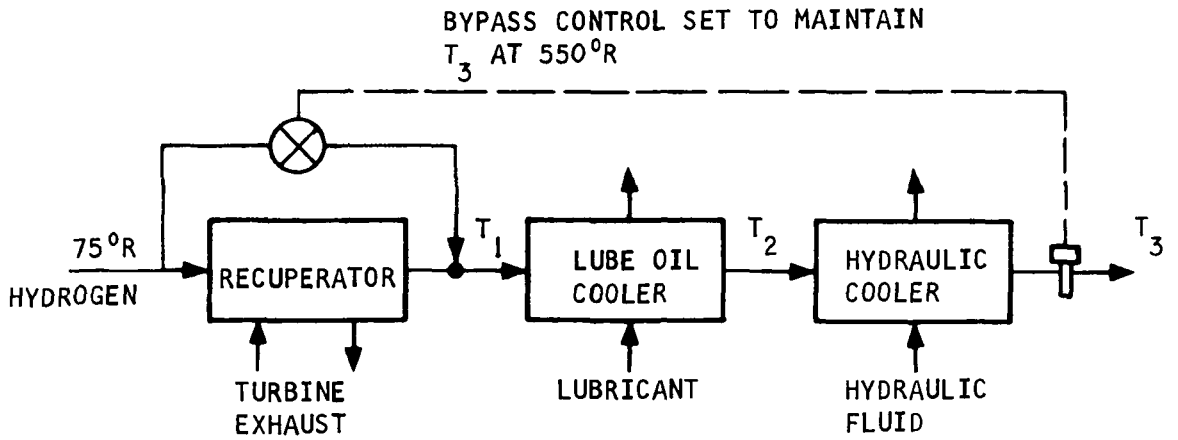 BYPASS CONTROL SET TO MAINTAIN
T3 AT 550°R
75°R
HYDROGEN
RECUPERATOR
T1
LUBE OIL
COOLER
T2
HYDRAULIC
COOLER
T3
TURBINE
EXHAUST
LUBRICANT
HYDRAULIC
FLUID